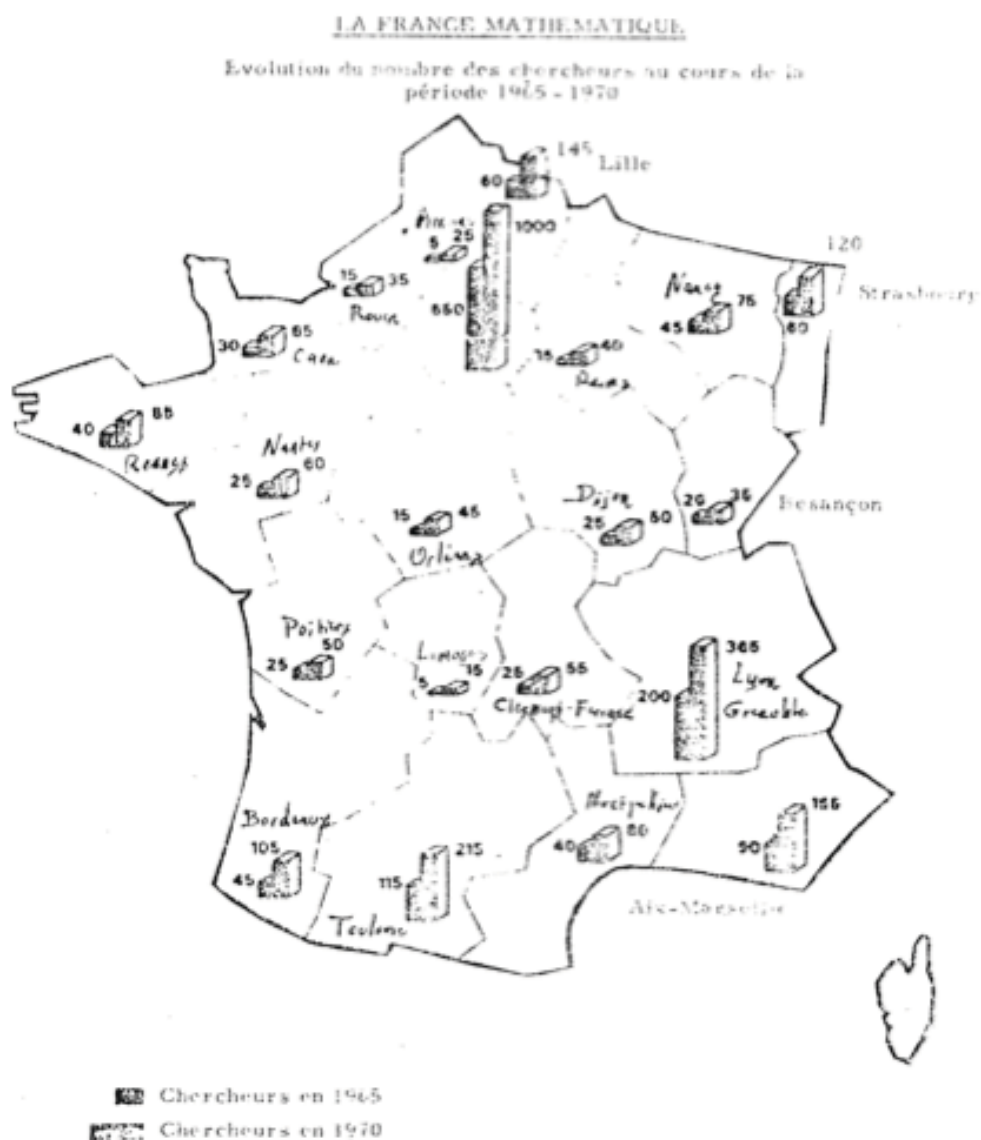 LA FRANCE MATHEMATIQUE
Evolution du nombre des chercheurs au cours de la
période 1965 - 1970
145 Lille
60
5 25
1000
650
15 35
Rouen
120
Strasbourg
60
Nancy
75
45
30 65
Caen
15 40
Reims
40 85
Rennes
Nantes
25 60
15 45
Orléans
Dijon
25 50
35
Besançon
Poitiers
25 50
Limoges
5 15
25 55
Clermont-Ferrand
365
200
Lyon
Grenoble
Bordeaux
105
45
115 215
Toulouse
Montpellier
40
155
90
Aix-Marseille
Chercheurs en 1965
Chercheurs en 1970